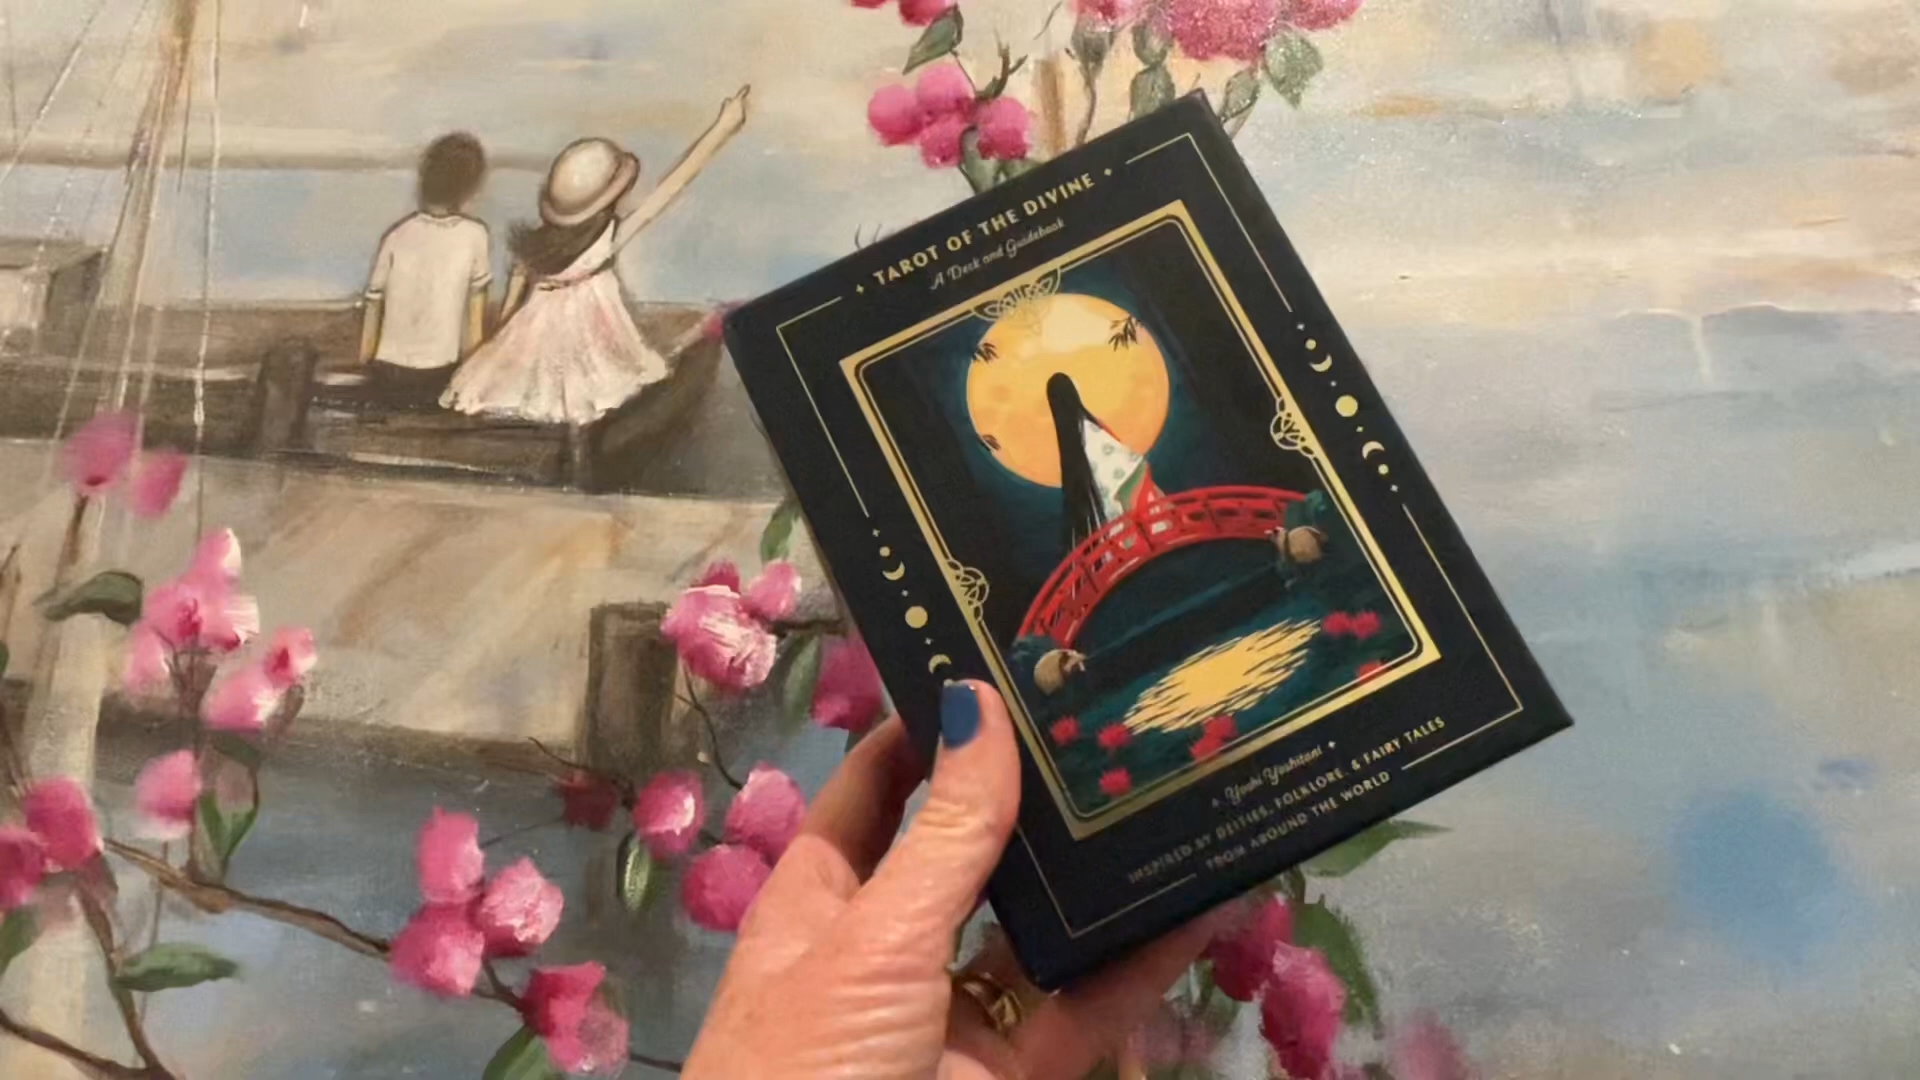 TAROT OF THE DIVINE
A Deck and Guidebook
Yoshi Yoshitani
INSPIRED BY DEITIES, FOLKLORE, & FAIRY TALES
FROM AROUND THE WORLD